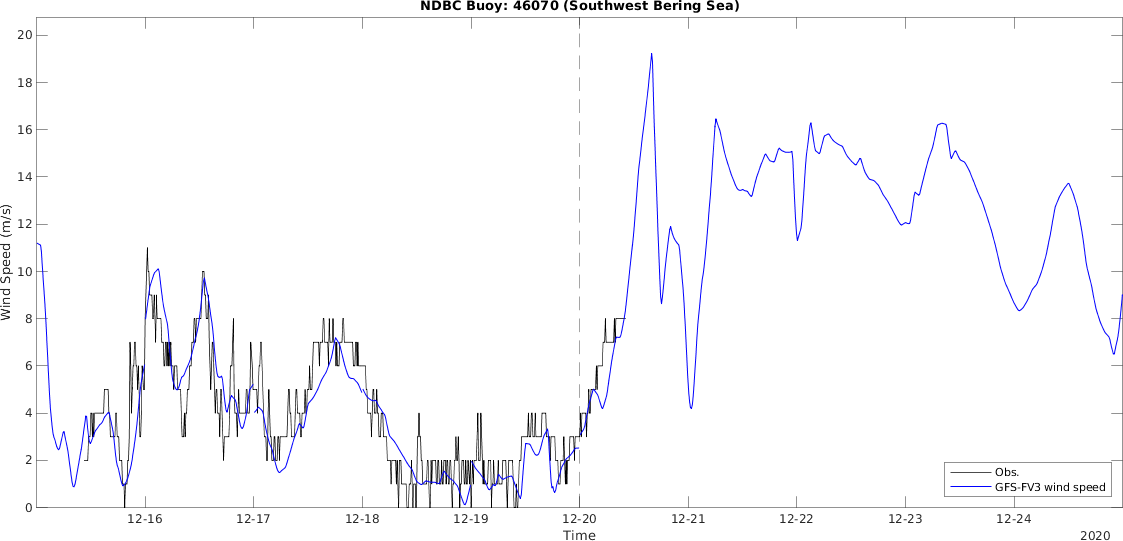 NDBC Buoy: 46070 (Southwest Bering Sea)
Wind Speed (m/s)
20
18
16
14
12
10
8
6
4
2
0
Obs.
GFS-FV3 wind speed
12-16 12-17 12-18 12-19 12-20 12-21 12-22 12-23 12-24
Time
2020